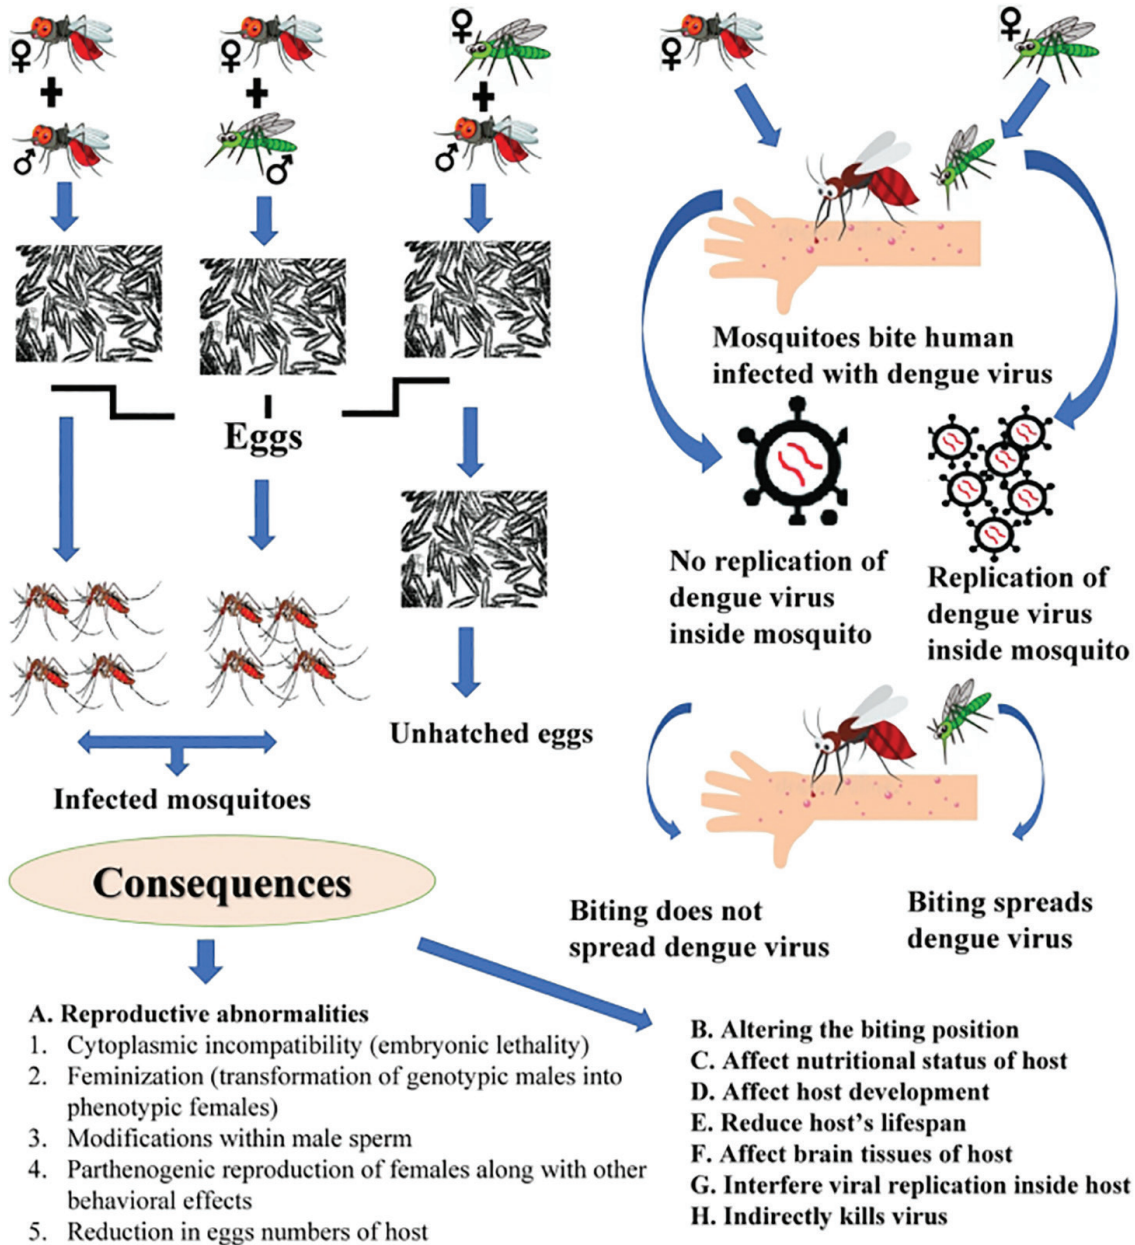 ♀
+
♂
♀
+
♂
♀
+
♂
Eggs
Unhatched eggs
Infected mosquitoes
♀
♀
Mosquitoes bite human
infected with dengue virus
No replication of
dengue virus
inside mosquito
Replication of
dengue virus
inside mosquito
Biting does not
spread dengue virus
Biting spreads
dengue virus
Consequences
A. Reproductive abnormalities
1. Cytoplasmic incompatibility (embryonic lethality)
2. Feminization (transformation of genotypic males into
phenotypic females)
3. Modifications within male sperm
4. Parthenogenic reproduction of females along with other
behavioral effects
5. Reduction in eggs numbers of host
B. Altering the biting position
C. Affect nutritional status of host
D. Affect host development
E. Reduce host's lifespan
F. Affect brain tissues of host
G. Interfere viral replication inside host
H. Indirectly kills virus